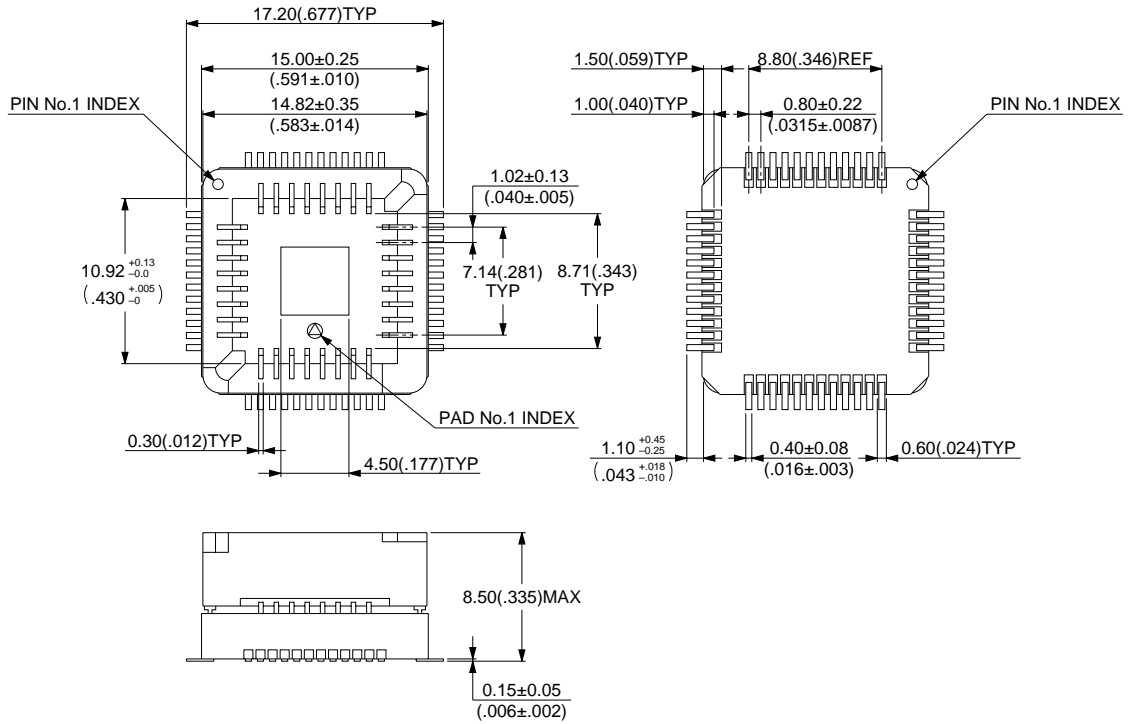 17.20(.677)TYP
15.00±0.25
(.591±.010)
14.82±0.35
(.583±.014)
PIN No.1 INDEX
1.02±0.13
(.040±.005)
10.92 +0.13 –0.0
(.430 +.005 –0)
7.14(.281)
TYP
8.71(.343)
TYP
PAD No.1 INDEX
0.30(.012)TYP
4.50(.177)TYP
1.50(.059)TYP
8.80(.346)REF
1.00(.040)TYP
0.80±0.22
(.0315±.0087)
PIN No.1 INDEX
1.10 +0.45 –0.25
(.043 +.018 –.010)
0.40±0.08
(.016±.003)
0.60(.024)TYP
8.50(.335)MAX
0.15±0.05
(.006±.002)